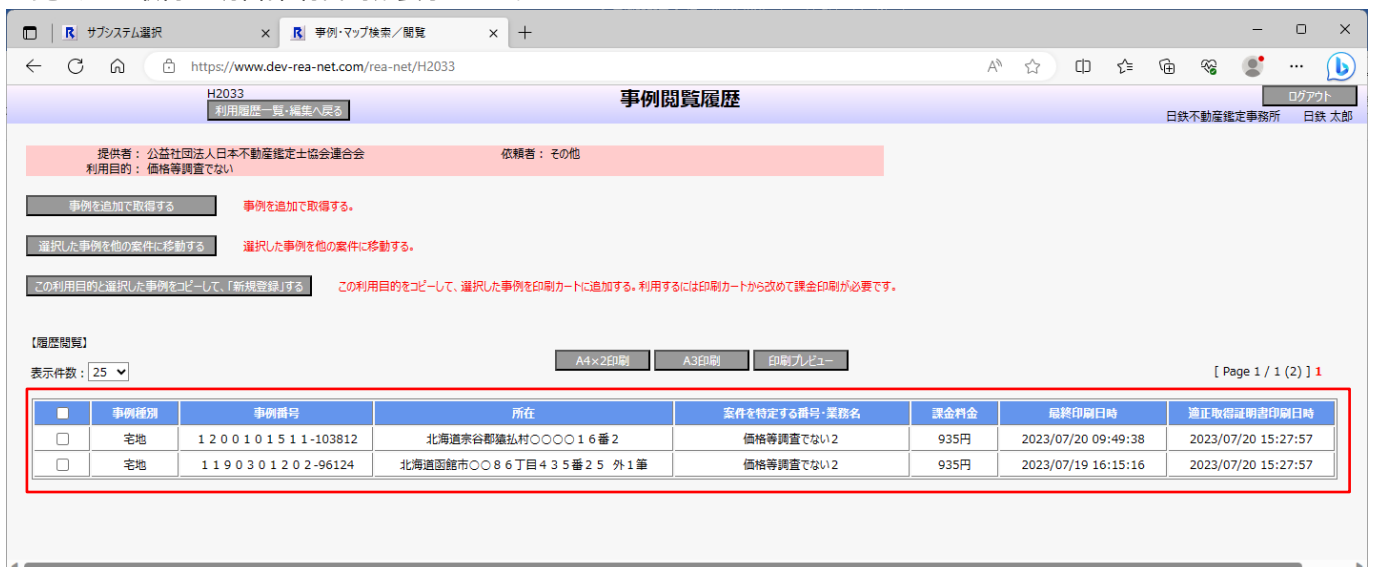 サブシステム選択
事例・マップ検索／閲覧
https://www.dev-rea-net.com/rea-net/H2033
H2033
利用履歴一覧・編集へ戻る
事例閲覧履歴
ログアウト
日鉄不動産鑑定事務所 日鉄 太郎
提供者： 公益社団法人日本不動産鑑定士協会連合会 依頼者： その他
利用目的： 価格等調査でない
事例を追加で取得する 事例を追加で取得する。
選択した事例を他の案件に移動する 選択した事例を他の案件に移動する。
この利用目的と選択した事例をコピーして、「新規登録」する この利用目的をコピーして、選択した事例を印刷カートに追加する。利用するには印刷カートから改めて課金印刷が必要です。
【履歴閲覧】
A4×2印刷 A3印刷 印刷プレビュー
表示件数： 25 [ Page 1 / 1 (2) ] 1
事例種別 事例番号 所在 案件を特定する番号・業務名 課金料金 最終印刷日時 適正取得証明書印刷日時
宅地 １２００１０１５１１-103812 北海道宗谷郡猿払村○○○○１６番２ 価格等調査でない２ 935円 2023/07/20 09:49:38 2023/07/20 15:27:57
宅地 １１９０３０１２０２-96124 北海道函館市○○８６丁目４３５番２５ 外１筆 価格等調査でない２ 935円 2023/07/19 16:15:16 2023/07/20 15:27:57